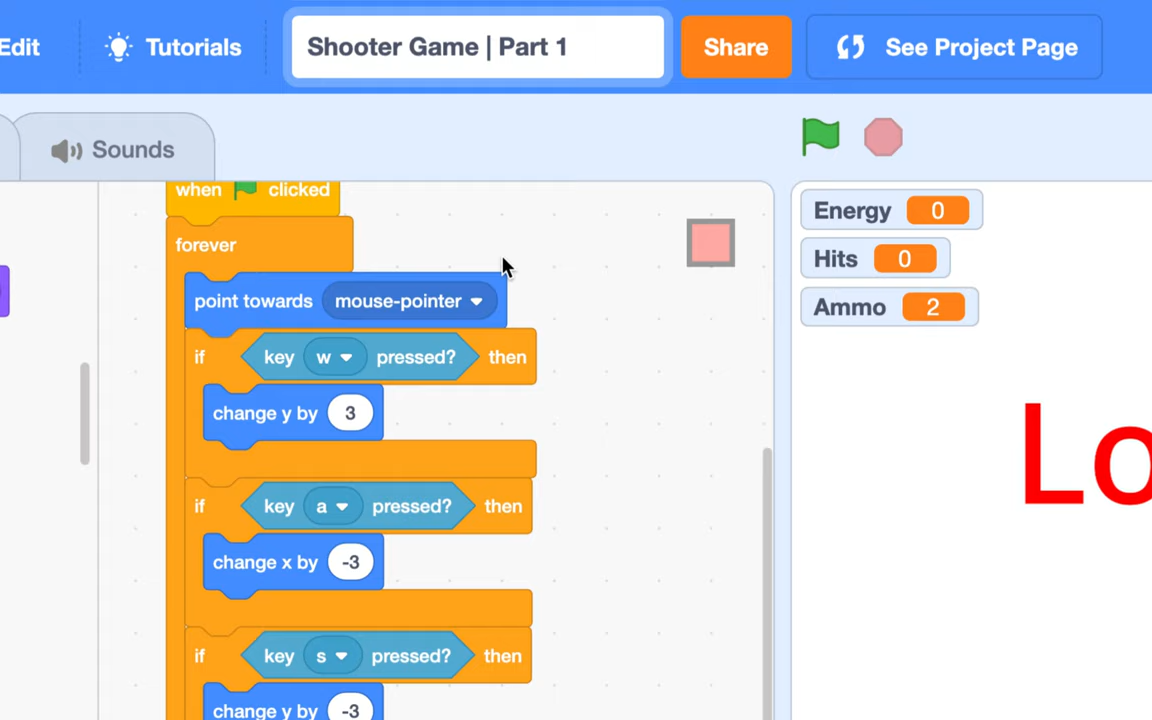 Edit
Tutorials
Shooter Game | Part 1
Share
See Project Page
Sounds
when clicked
forever
point towards mouse-pointer
if key w pressed? then
change y by 3
if key a pressed? then
change x by -3
if key s pressed? then
change y by -3
Energy 0
Hits 0
Ammo 2
Lo